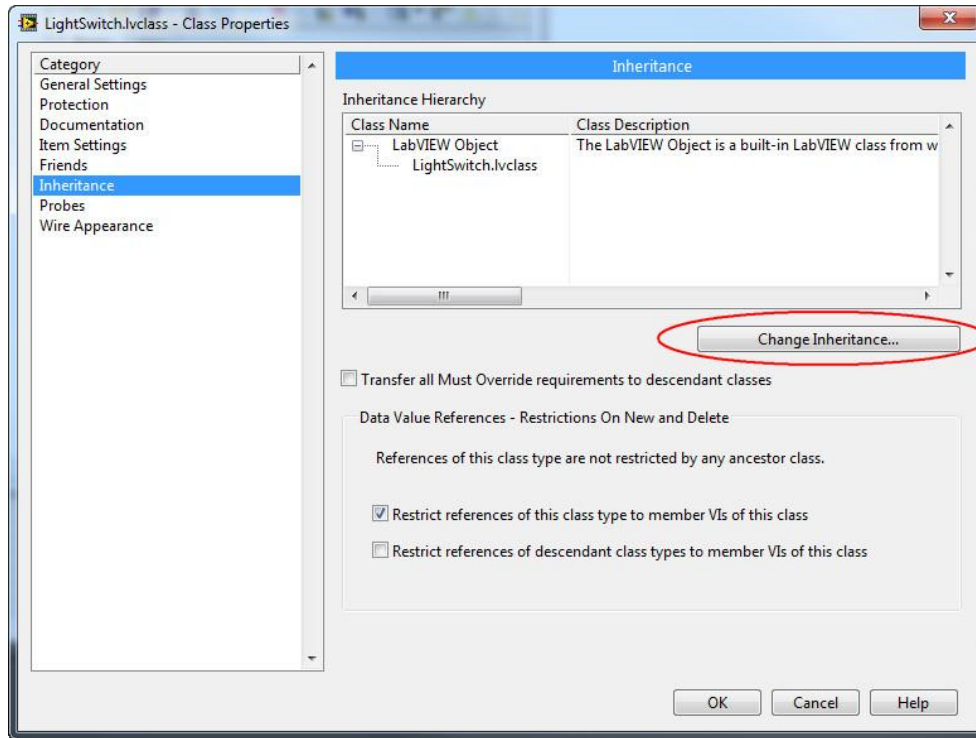 LightSwitch.lvclass - Class Properties
Category
General Settings
Protection
Documentation
Item Settings
Friends
Inheritance
Probes
Wire Appearance
Inheritance
Inheritance Hierarchy
Class Name Class Description
LabVIEW Object The LabVIEW Object is a built-in LabVIEW class from w
LightSwitch.lvclass
Change Inheritance...
Transfer all Must Override requirements to descendant classes
Data Value References - Restrictions On New and Delete
References of this class type are not restricted by any ancestor class.
Restrict references of this class type to member VIs of this class
Restrict references of descendant class types to member VIs of this class
OK Cancel Help